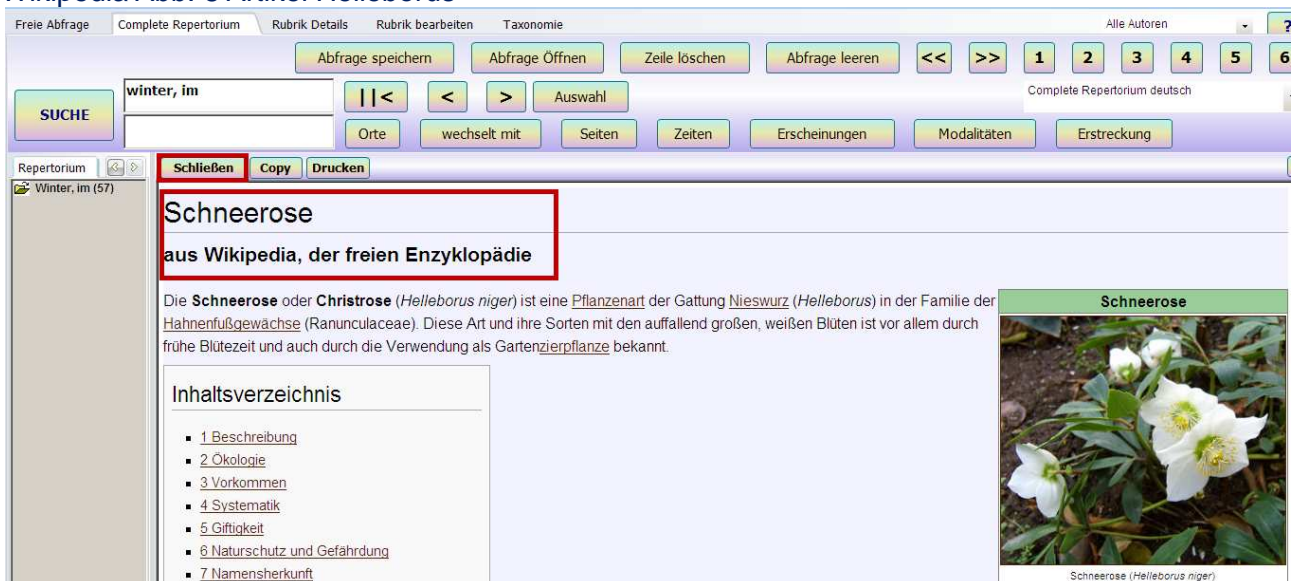 Freie Abfrage Complete Repertorium Rubrik Details Rubrik bearbeiten Taxonomie Alle Autoren ?
Abfrage speichern Abfrage Öffnen Zeile löschen Abfrage leeren << >> 1 2 3 4 5 6
SUCHE winter, im ||< < > Auswahl Complete Repertorium deutsch
Orte wechselt mit Seiten Zeiten Erscheinungen Modalitäten Erstreckung
Repertorium Schließen Copy Drucken
Winter, im (57)
Schneerose
aus Wikipedia, der freien Enzyklopädie
Die Schneerose oder Christrose (Helleborus niger) ist eine Pflanzenart der Gattung Nieswurz (Helleborus) in der Familie der
Hahnenfußgewächse (Ranunculaceae). Diese Art und ihre Sorten mit den auffallend großen, weißen Blüten ist vor allem durch
frühe Blütezeit und auch durch die Verwendung als Gartenzierpflanze bekannt.
Schneerose
Inhaltsverzeichnis
1 Beschreibung
2 Ökologie
3 Vorkommen
4 Systematik
5 Giftigkeit
6 Naturschutz und Gefährdung
7 Namensherkunft
Schneerose (Helleborus niger)